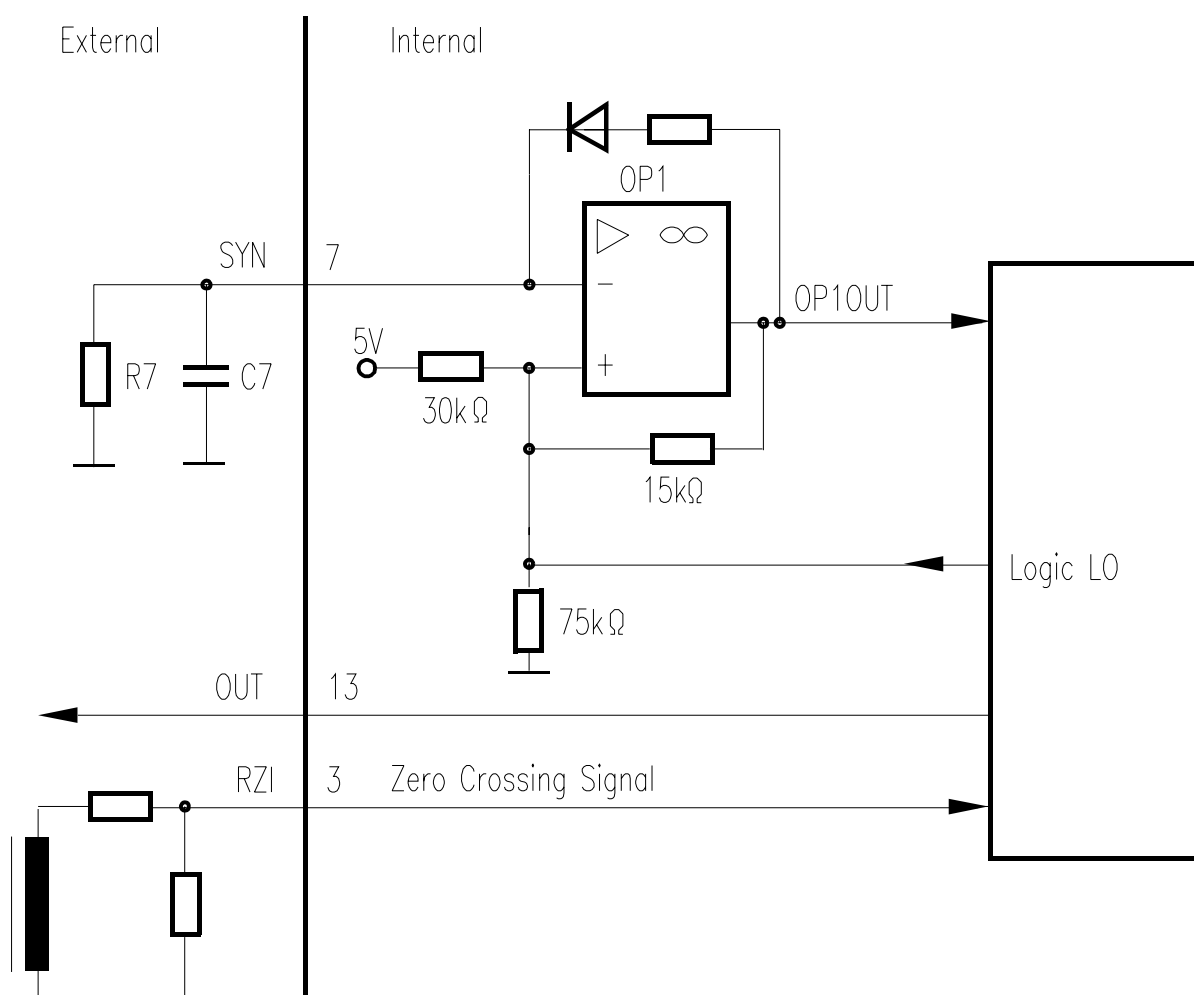 External
Internal
OP1
SYN
7
−
OP1OUT
5V
+
R7
C7
30kΩ
15kΩ
Logic LO
75kΩ
OUT
13
RZI
3
Zero Crossing Signal